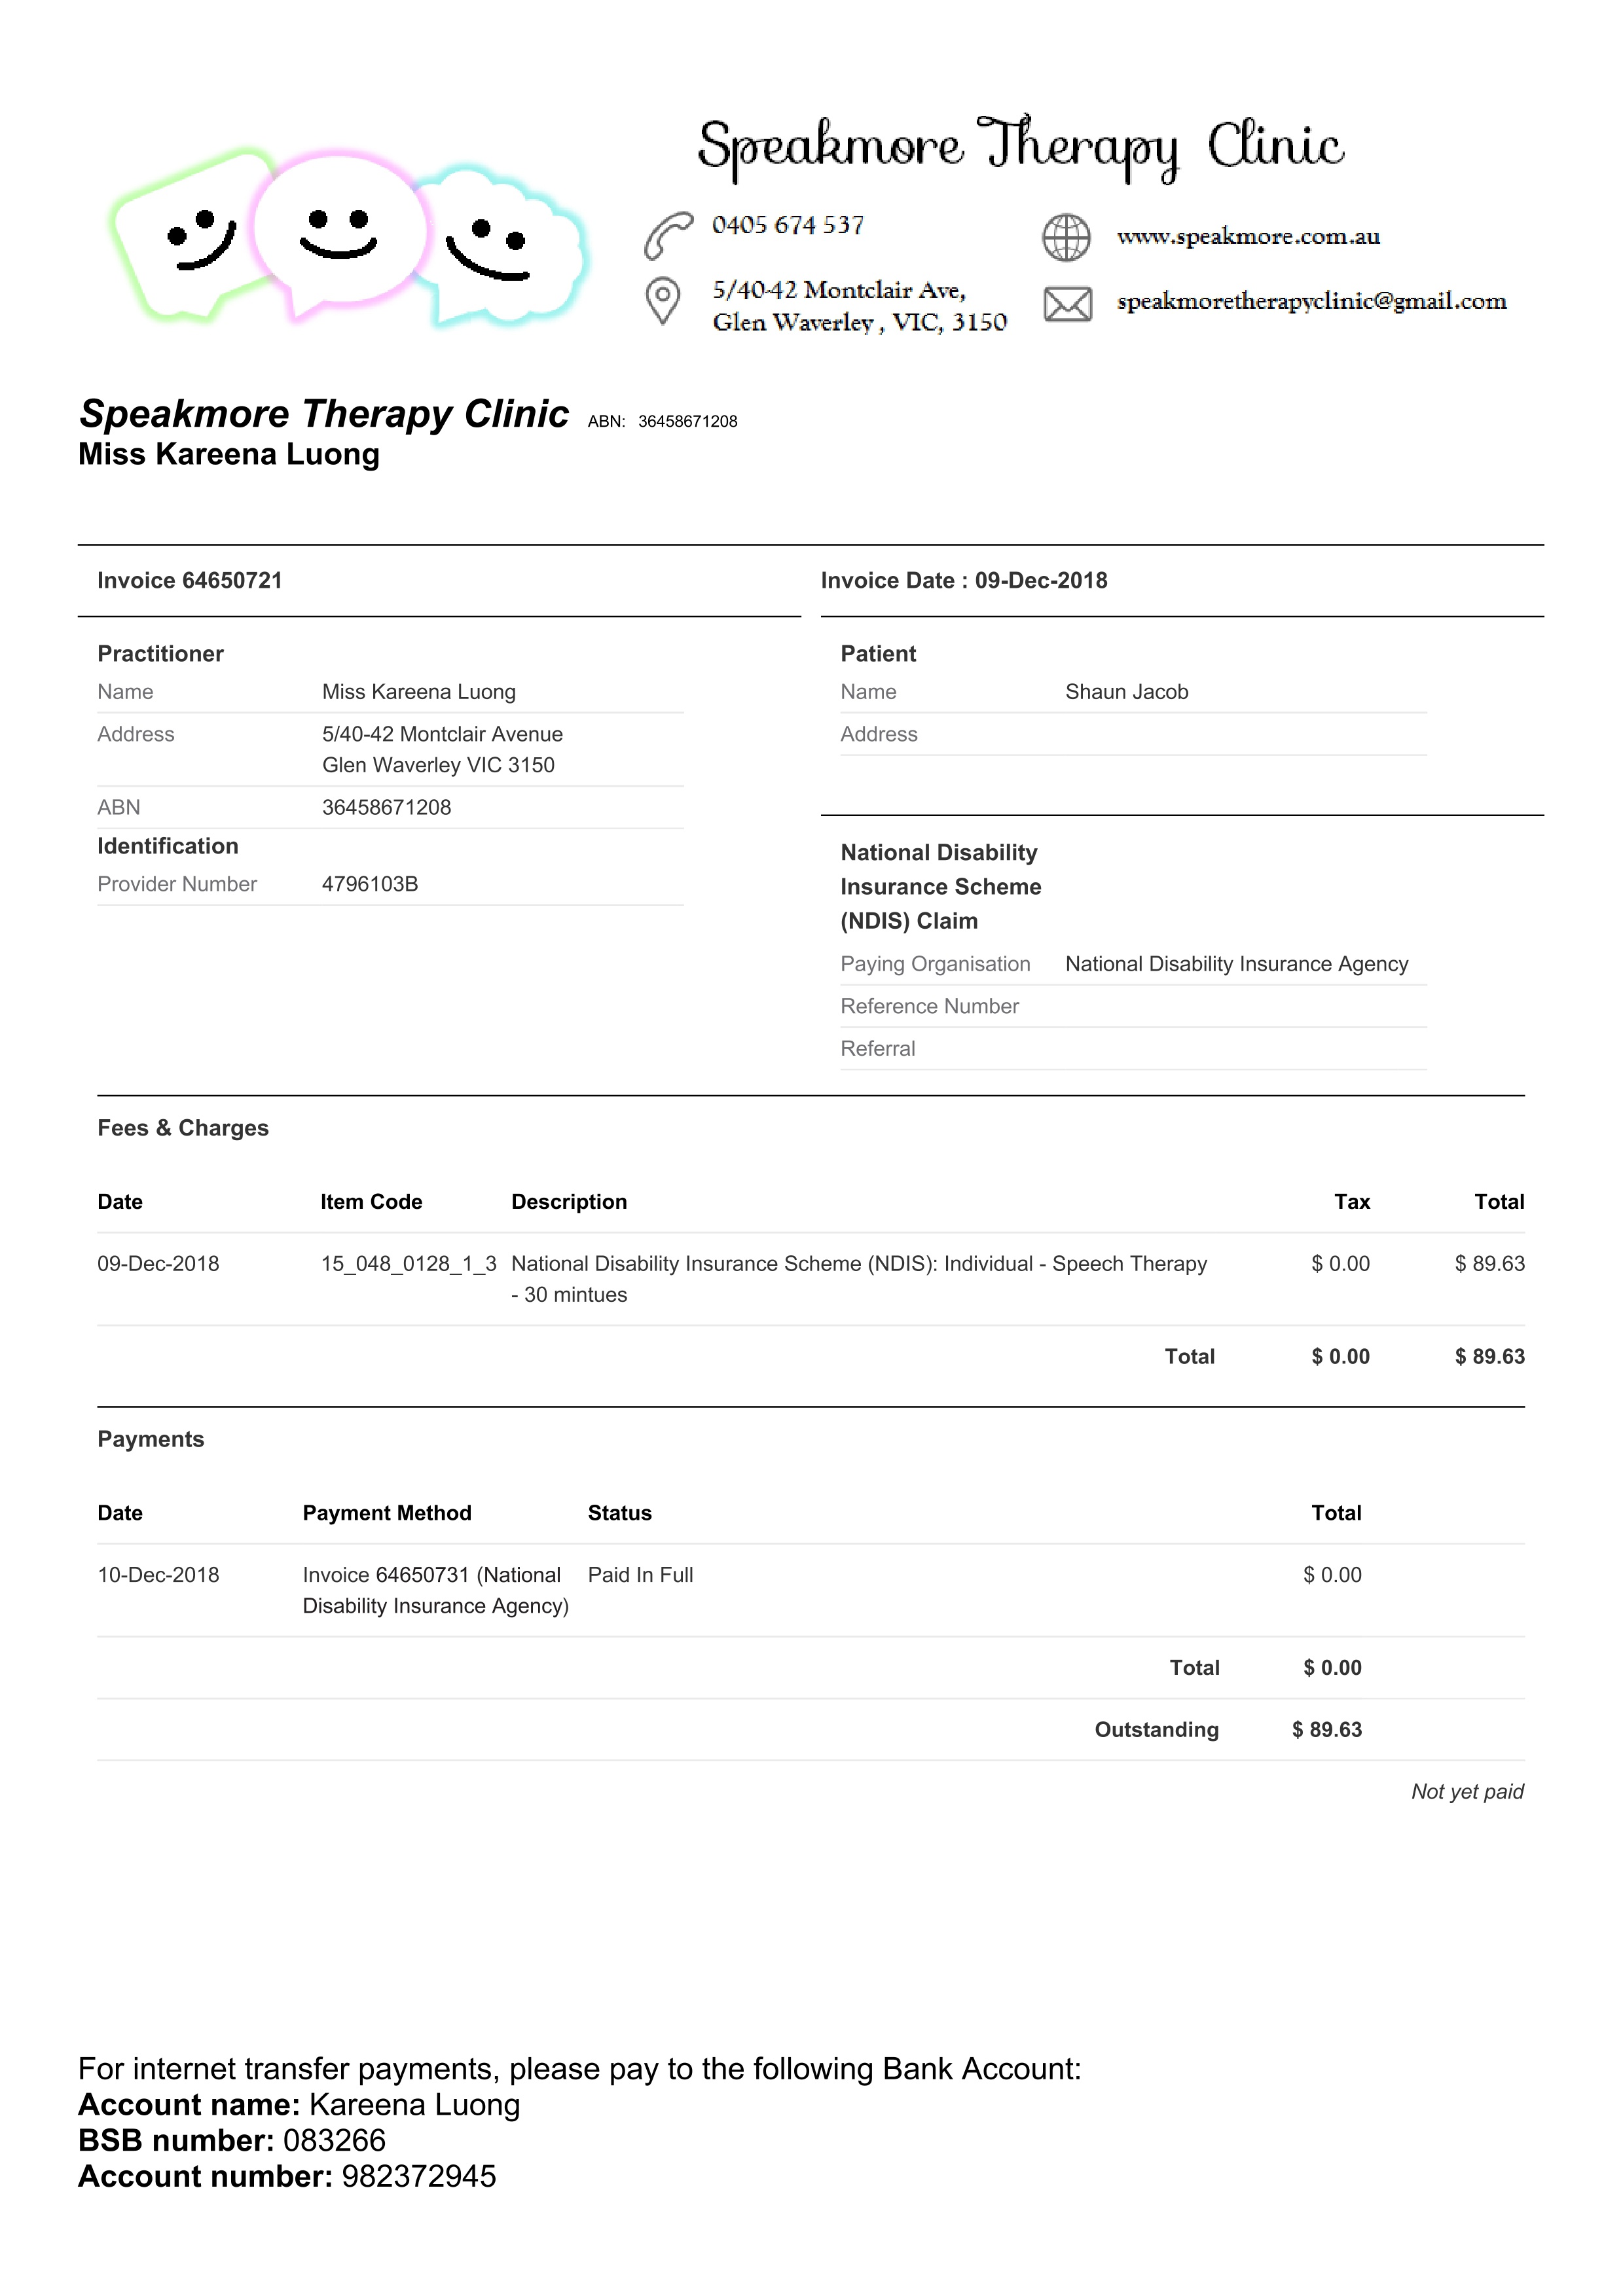 Speakmore Therapy Clinic
0405 674 537
www.speakmore.com.au
5/40-42 Montclair Ave,
Glen Waverley , VIC, 3150
speakmoretherapyclinic@gmail.com
Speakmore Therapy Clinic ABN: 36458671208
Miss Kareena Luong
Invoice 64650721
Invoice Date : 09-Dec-2018
Practitioner
Name Miss Kareena Luong
Address 5/40-42 Montclair Avenue
Glen Waverley VIC 3150
ABN 36458671208
Identification
Provider Number 4796103B
Patient
Name Shaun Jacob
Address
National Disability
Insurance Scheme
(NDIS) Claim
Paying Organisation National Disability Insurance Agency
Reference Number
Referral
Fees & Charges
Date Item Code Description Tax Total
09-Dec-2018 15_048_0128_1_3 National Disability Insurance Scheme (NDIS): Individual - Speech Therapy $ 0.00 $ 89.63
- 30 mintues
Total $ 0.00 $ 89.63
Payments
Date Payment Method Status Total
10-Dec-2018 Invoice 64650731 (National Paid In Full $ 0.00
Disability Insurance Agency)
Total $ 0.00
Outstanding $ 89.63
Not yet paid
For internet transfer payments, please pay to the following Bank Account:
Account name: Kareena Luong
BSB number: 083266
Account number: 982372945